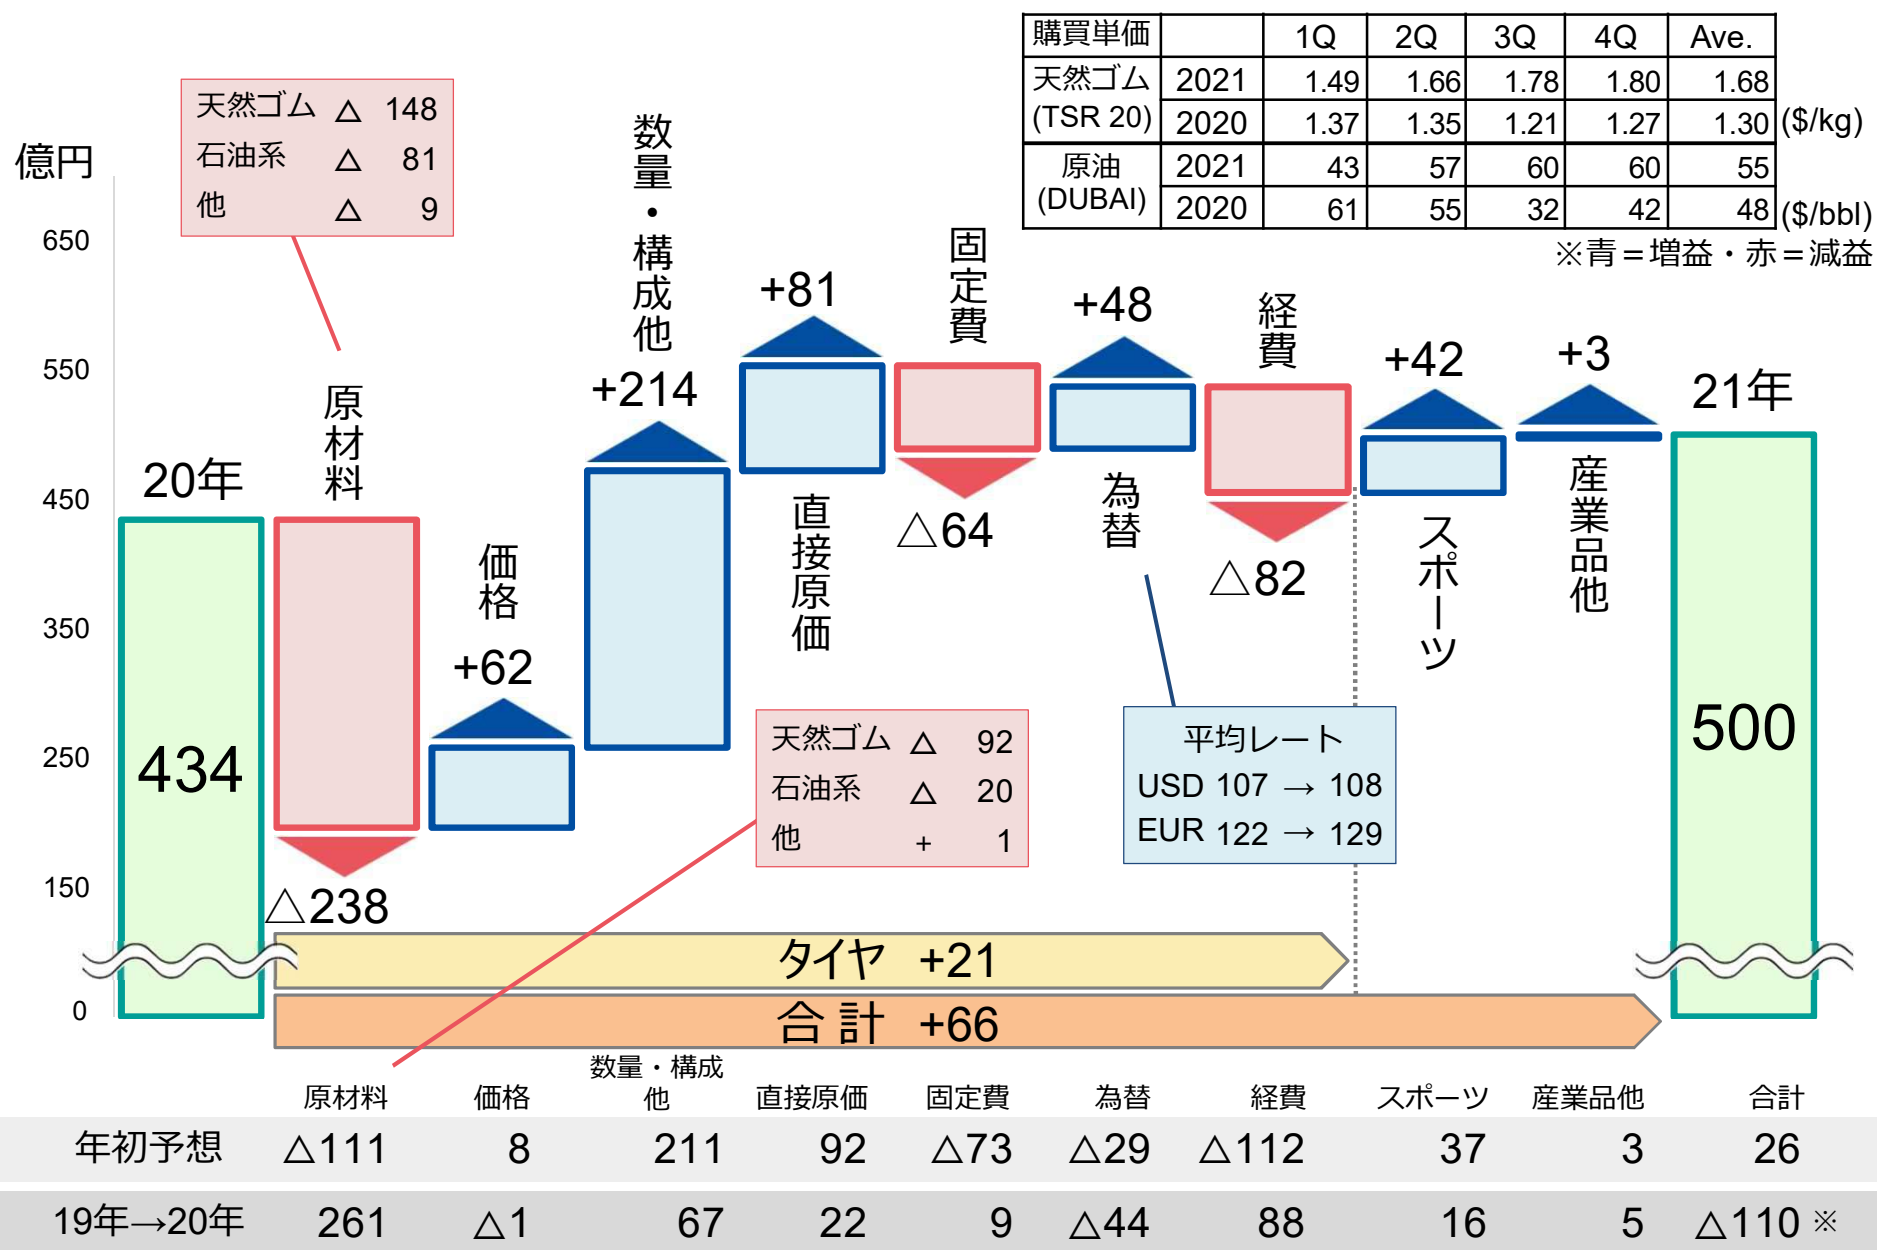 購買単価 1Q 2Q 3Q 4Q Ave.
天然ゴム 2021 1.49 1.66 1.78 1.80 1.68
(TSR 20) 2020 1.37 1.35 1.21 1.27 1.30 ($/kg)
原油 2021 43 57 60 60 55
(DUBAI) 2020 61 55 32 42 48 ($/bbl)
※青=増益・赤=減益
天然ゴム △ 148
石油系 △ 81
他 △ 9
億円
650
550
450
350
250
150
0
20年
434
原材料
△238
価格
+62
数量・構成他
+214
+81
直接原価
固定費
△64
+48
為替
経費
△82
+42
スポーツ
+3
産業品他
21年
500
天然ゴム △ 92
石油系 △ 20
他 + 1
平均レート
USD 107 → 108
EUR 122 → 129
タイヤ +21
合計 +66
原材料 価格 数量・構成他 直接原価 固定費 為替 経費 スポーツ 産業品他 合計
年初予想 △111 8 211 92 △73 △29 △112 37 3 26
19年→20年 261 △1 67 22 9 △44 88 16 5 △110 ※